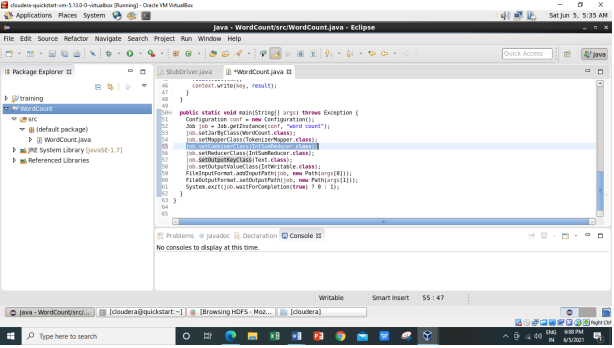 cloudera-quickstart-vm-5.13.0-0-virtualbox [Running] - Oracle VM VirtualBox
Applications Places System
Sat Jun 5, 5:35 AM
Java - WordCount/src/WordCount.java - Eclipse
File Edit Source Refactor Navigate Search Project Run Window Help
Quick Access
Java
Package Explorer
training
WordCount
src
(default package)
WordCount.java
JRE System Library [JavaSE-1.7]
Referenced Libraries
StubDriver.java
*WordCount.java
46 context.write(key, result);
47 }
48 }
49
50 public static void main(String[] args) throws Exception {
51 Configuration conf = new Configuration();
52 Job job = Job.getInstance(conf, "word count");
53 job.setJarByClass(WordCount.class);
54 job.setMapperClass(TokenizerMapper.class);
55 job.setCombinerClass(IntSumReducer.class);
56 job.setReducerClass(IntSumReducer.class);
57 job.setOutputKeyClass(Text.class);
58 job.setOutputValueClass(IntWritable.class);
59 FileInputFormat.addInputPath(job, new Path(args[0]));
60 FileOutputFormat.setOutputPath(job, new Path(args[1]));
61 System.exit(job.waitForCompletion(true) ? 0 : 1);
62 }
63 }
64
65
Problems Javadoc Declaration Console
No consoles to display at this time.
Writable Smart Insert 55 : 47
Java - WordCount/src/... [cloudera@quickstart:~] [Browsing HDFS - Moz... [cloudera]
Right Ctrl
Type here to search
ENG
IN
6:08 PM
6/5/2021